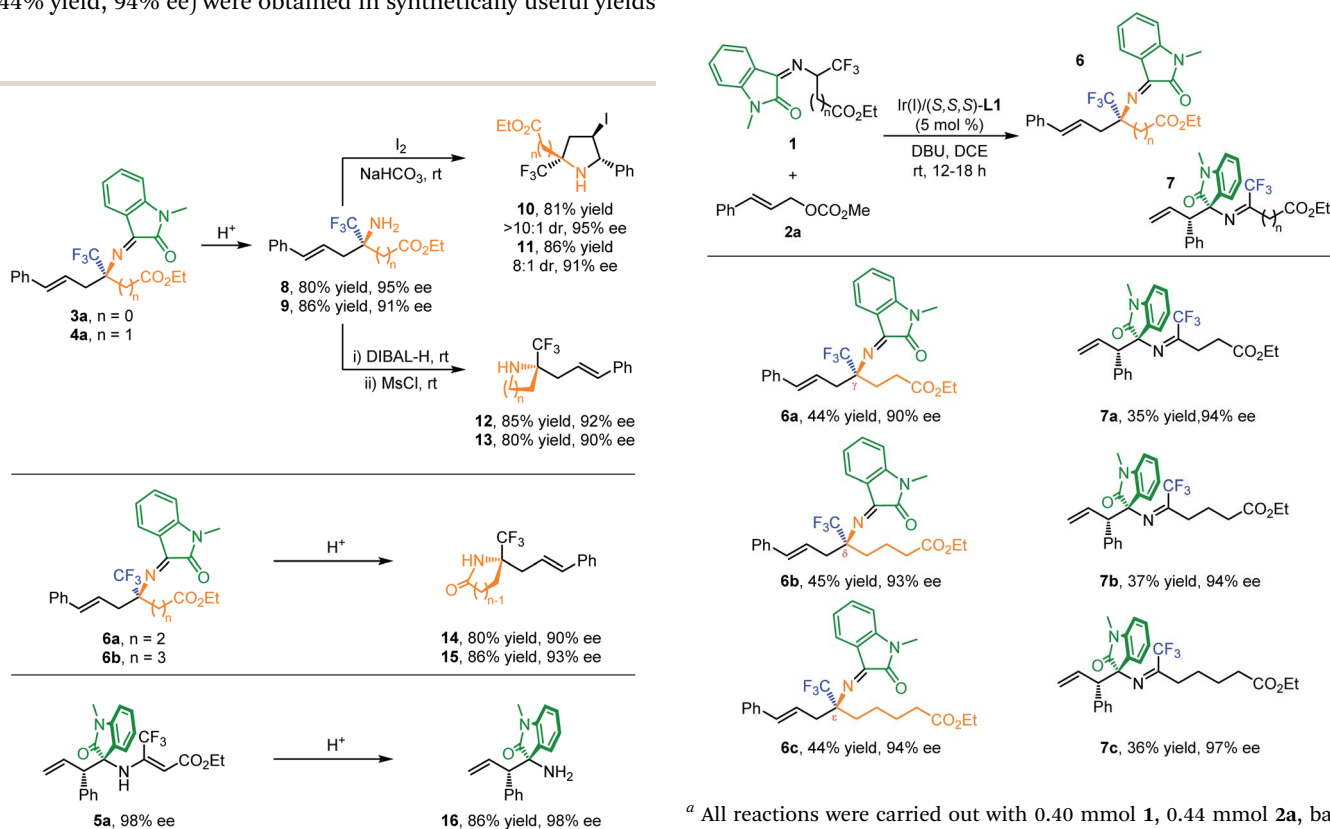 44% yield, 94% ee) were obtained in synthetically useful yields
N
N
O
F3C
Ph
CO2Et
( )n
3a, n = 0
4a, n = 1
H+
F3C NH2
Ph
CO2Et
( )n
8, 80% yield, 95% ee
9, 86% yield, 91% ee
I2
NaHCO3, rt
EtO2C
I
( )n
F3C
N
H
Ph
10, 81% yield
>10:1 dr, 95% ee
11, 86% yield
8:1 dr, 91% ee
i) DIBAL-H, rt
ii) MsCl, rt
CF3
HN
Ph
( )n
12, 85% yield, 92% ee
13, 80% yield, 90% ee
N
CF3 N
O
Ph
CO2Et
( )n
6a, n = 2
6b, n = 3
H+
CF3
HN
Ph
O
( )n-1
14, 80% yield, 90% ee
15, 86% yield, 93% ee
N
O
CF3
CO2Et
N
H
Ph
5a, 98% ee
H+
N
O
NH2
Ph
16, 86% yield, 98% ee
N
CF3
O
N
( )n
CO2Et
1
+
Ph
OCO2Me
2a
Ir(I)/(S,S,S)-L1
(5 mol %)
DBU, DCE
rt, 12-18 h
6
N
N
O
F3C
Ph
CO2Et
( )n
7
N
O
CF3
N
CO2Et
( )n
Ph
N
N
O
F3C
Ph
γ
CO2Et
6a, 44% yield, 90% ee
N
O
CF3
N
CO2Et
Ph
7a, 35% yield,94% ee
N
N
O
F3C
Ph
δ
CO2Et
6b, 45% yield, 93% ee
N
O
CF3
N
CO2Et
Ph
7b, 37% yield, 94% ee
N
N
O
F3C
Ph
ε
CO2Et
6c, 44% yield, 94% ee
N
O
CF3
N
CO2Et
Ph
7c, 36% yield, 97% ee
a All reactions were carried out with 0.40 mmol 1, 0.44 mmol 2a, ba